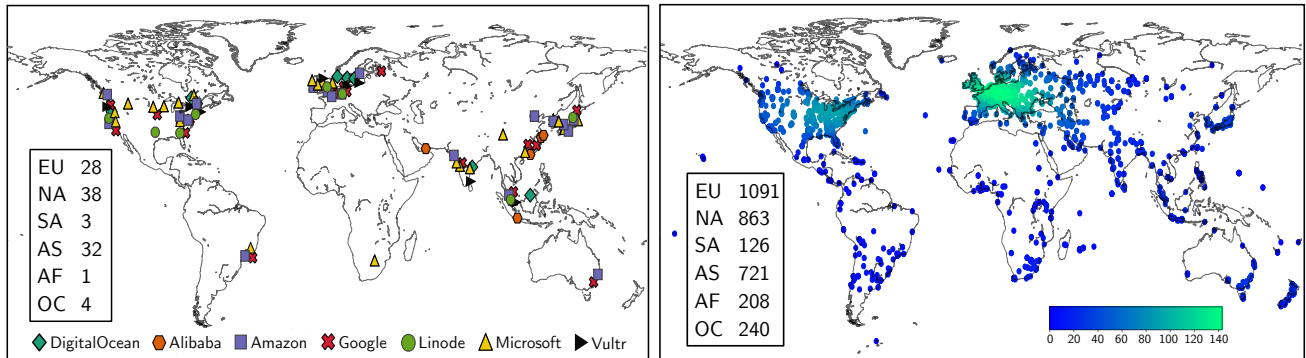 EU 28
NA 38
SA 3
AS 32
AF 1
OC 4
DigitalOcean Alibaba Amazon Google Linode Microsoft Vultr
EU 1091
NA 863
SA 126
AS 721
AF 208
OC 240
0 20 40 60 80 100 120 140